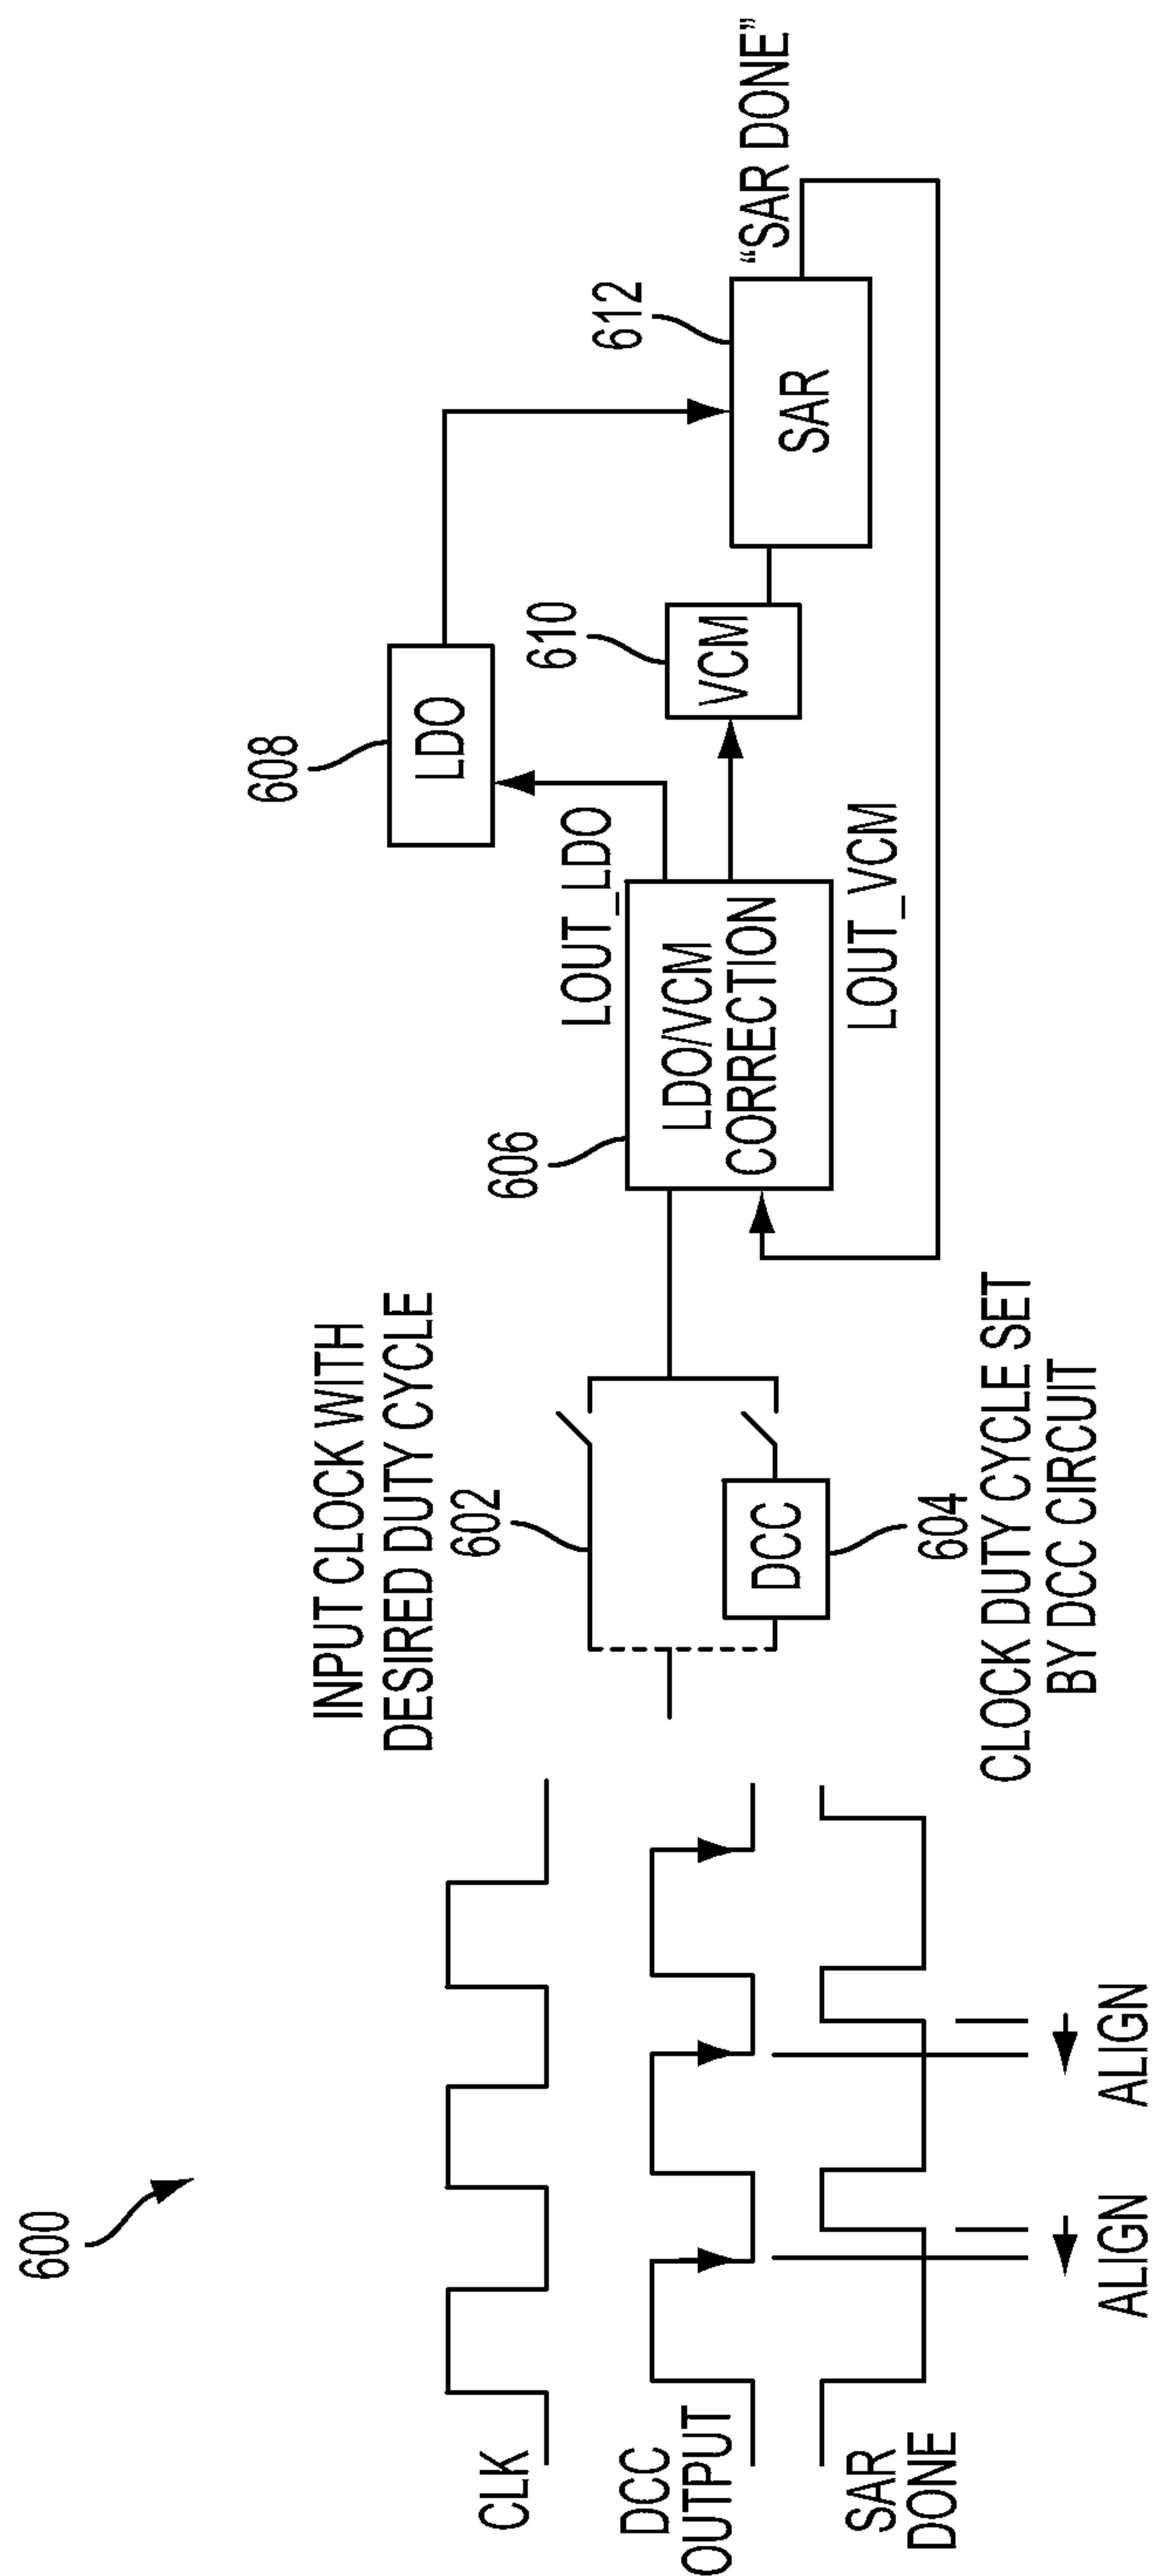 600
CLK
DCC
OUTPUT
SAR
DONE
ALIGN
ALIGN
INPUT CLOCK WITH
DESIRED DUTY CYCLE
602
DCC
604
CLOCK DUTY CYCLE SET
BY DCC CIRCUIT
606
LDO/VCM
CORRECTION
LOUT_LDO
LOUT_VCM
608
LDO
610
VCM
612
SAR
“SAR DONE”